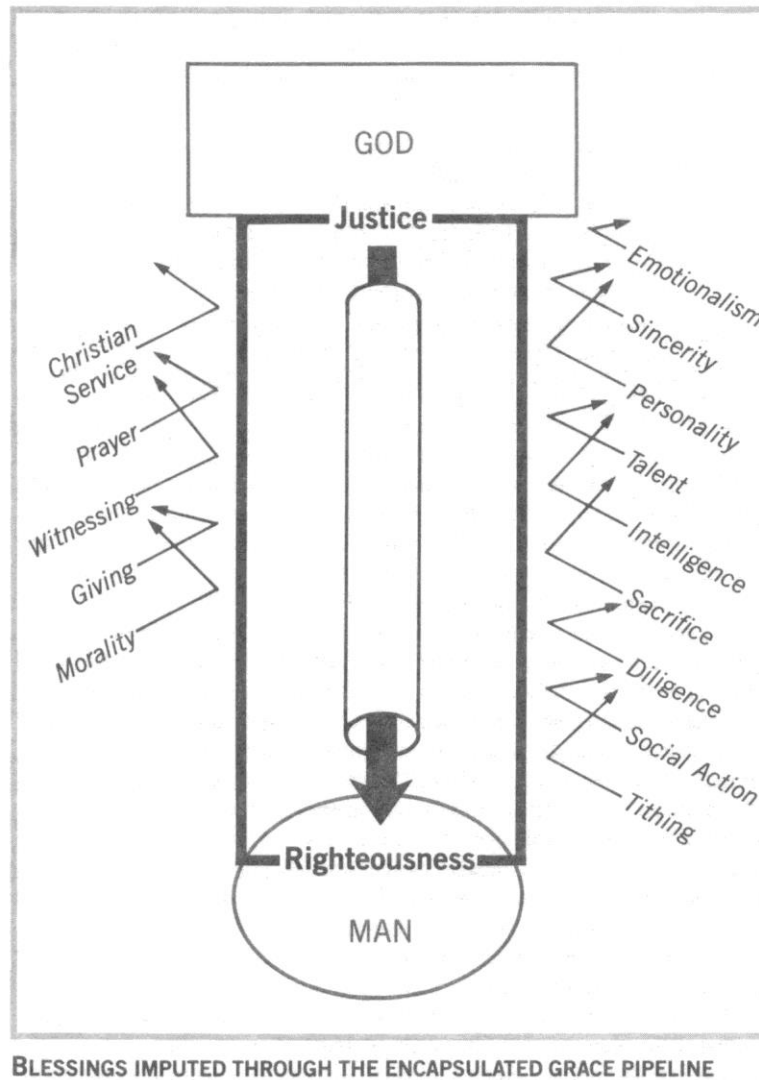 GOD
Justice
Christian
Service
Prayer
Witnessing
Giving
Morality
Emotionalism
Sincerity
Personality
Talent
Intelligence
Sacrifice
Diligence
Social Action
Tithing
Righteousness
MAN
BLESSINGS IMPUTED THROUGH THE ENCAPSULATED GRACE PIPELINE